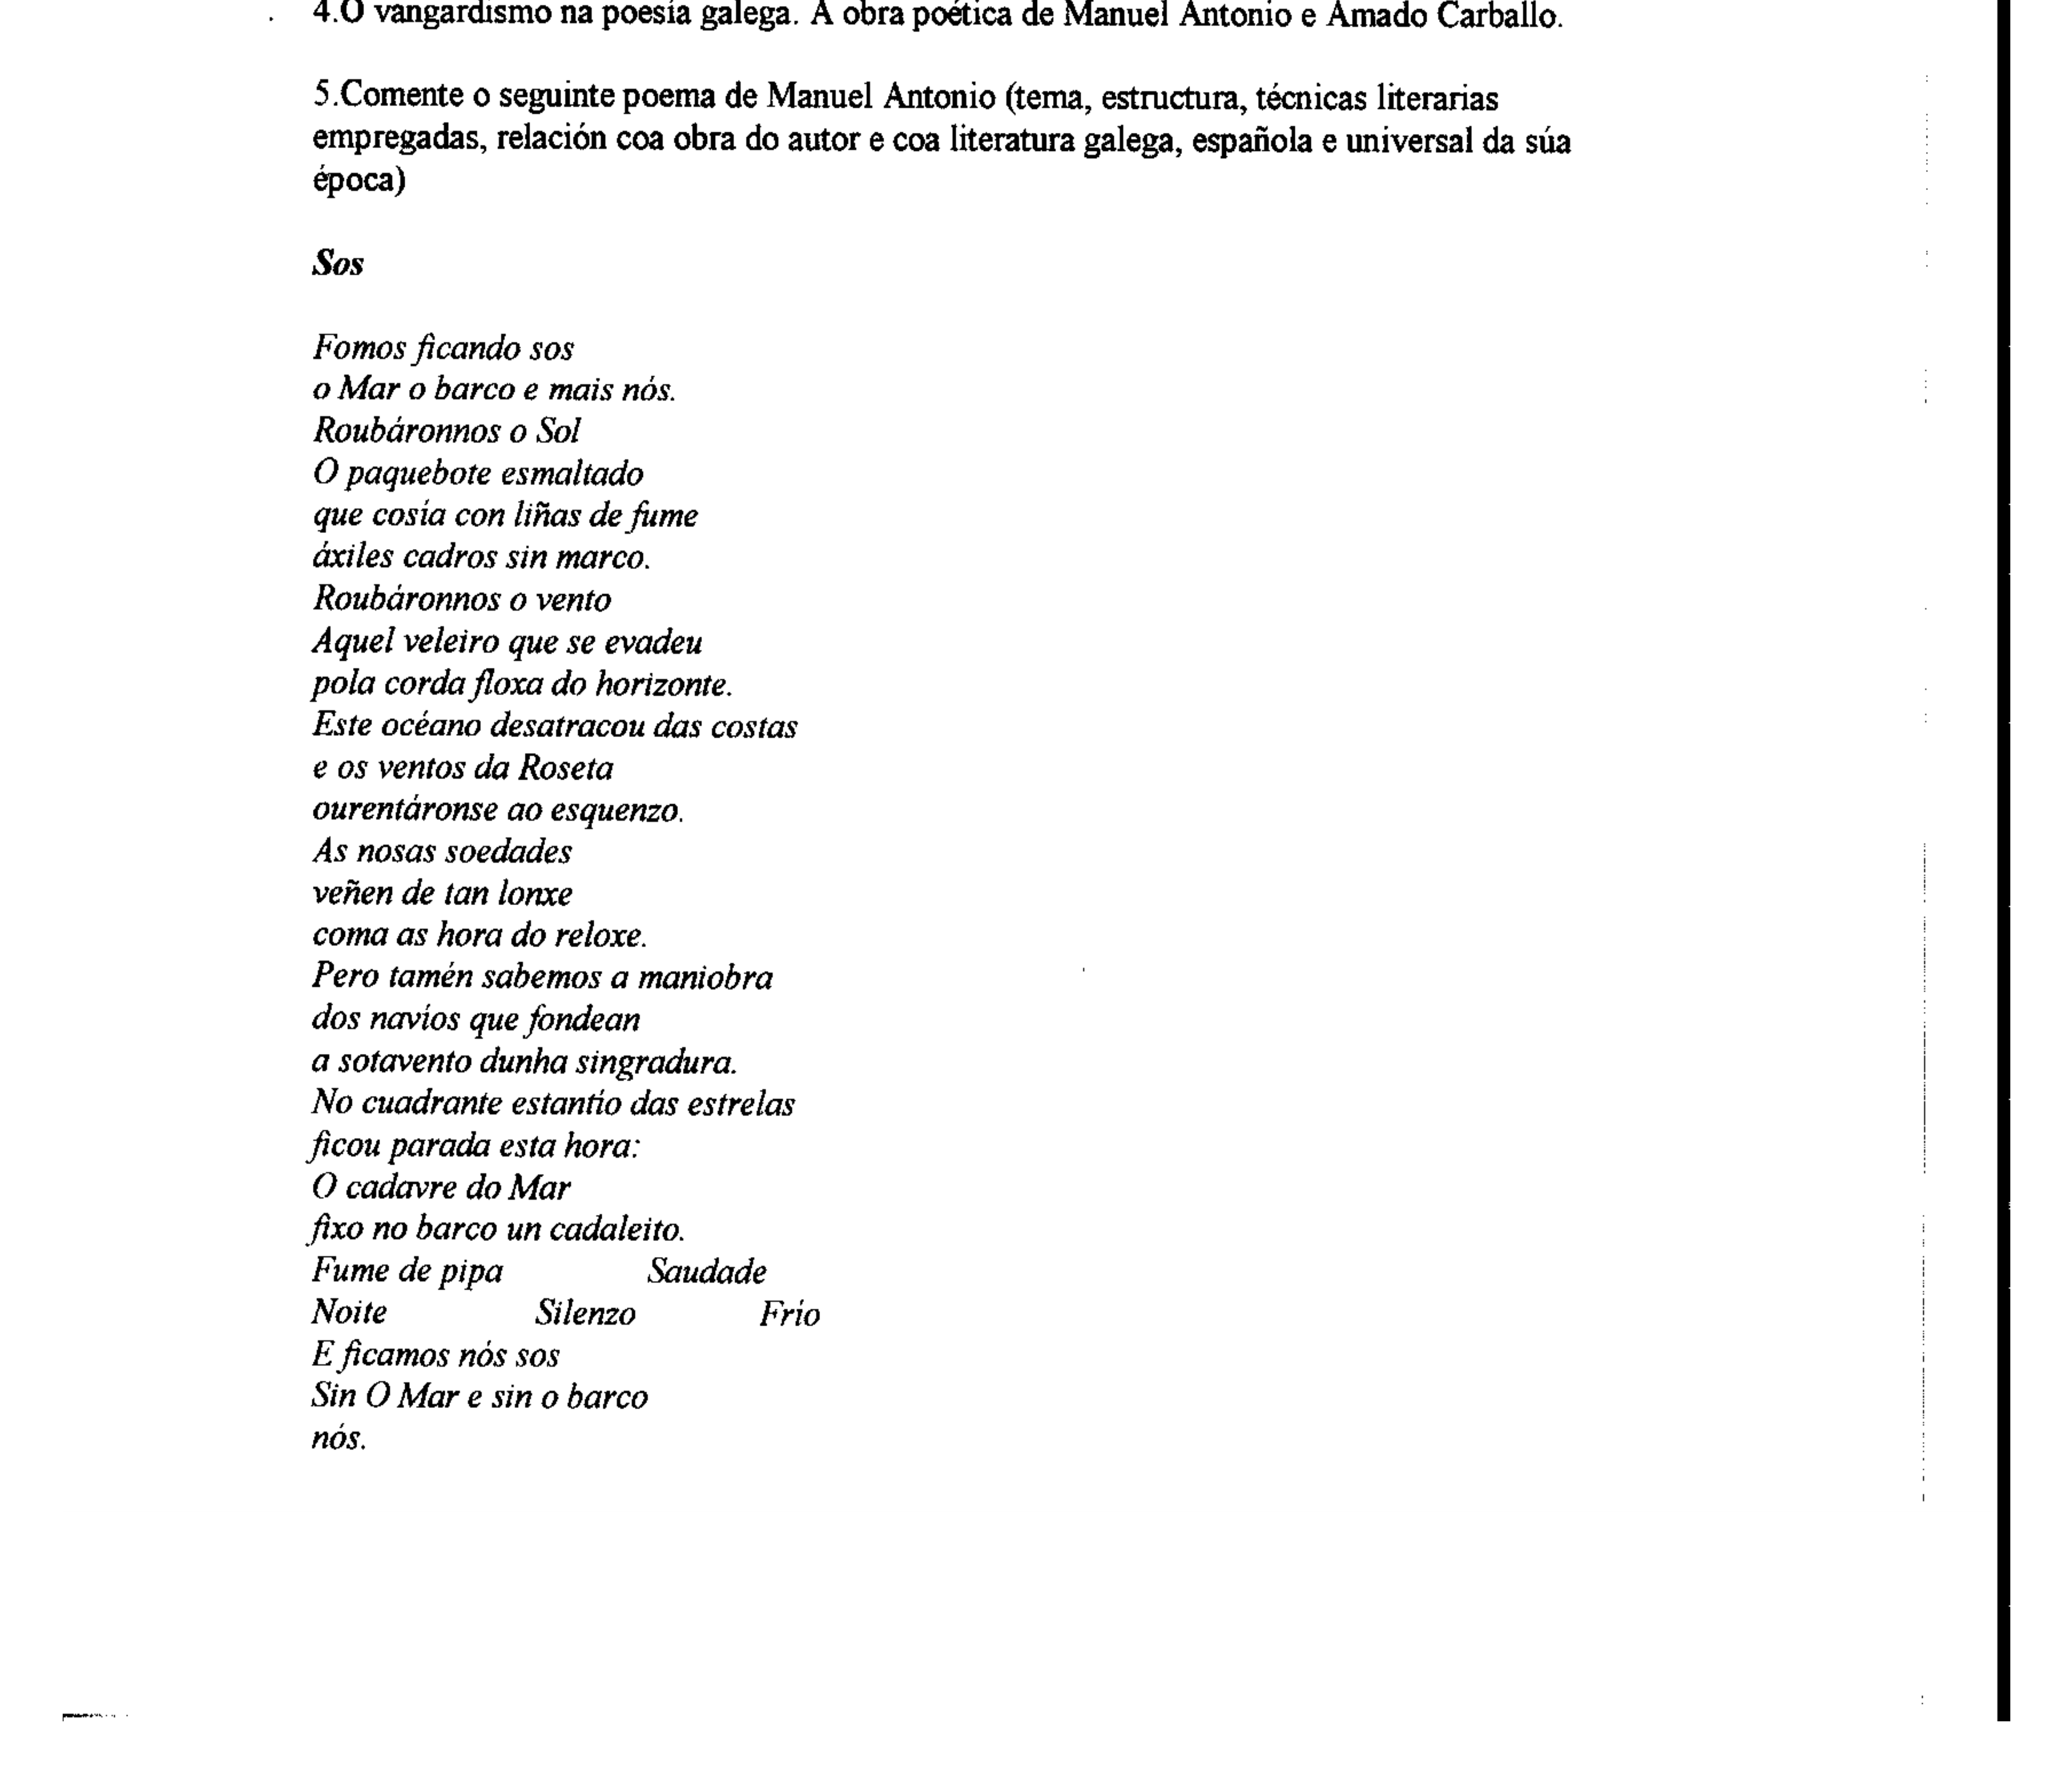 4.O vangardismo na poesía galega. A obra poética de Manuel Antonio e Amado Carballo.
5.Comente o seguinte poema de Manuel Antonio (tema, estructura, técnicas literarias
empregadas, relación coa obra do autor e coa literatura galega, española e universal da súa
época)
Sos
Fomos ficando sos
o Mar o barco e mais nós.
Roubáronnos o Sol
O paquebote esmaltado
que cosía con liñas de fume
áxiles cadros sin marco.
Roubáronnos o vento
Aquel veleiro que se evadeu
pola corda floxa do horizonte.
Este océano desatracou das costas
e os ventos da Roseta
ourentáronse ao esquenzo.
As nosas soedades
veñen de tan lonxe
coma as hora do reloxe.
Pero tamén sabemos a maniobra
dos navíos que fondean
a sotavento dunha singradura.
No cuadrante estantío das estrelas
ficou parada esta hora:
O cadavre do Mar
fixo no barco un cadaleito.
Fume de pipa Saudade
Noite Silenzo Frío
E ficamos nós sos
Sin O Mar e sin o barco
nós.